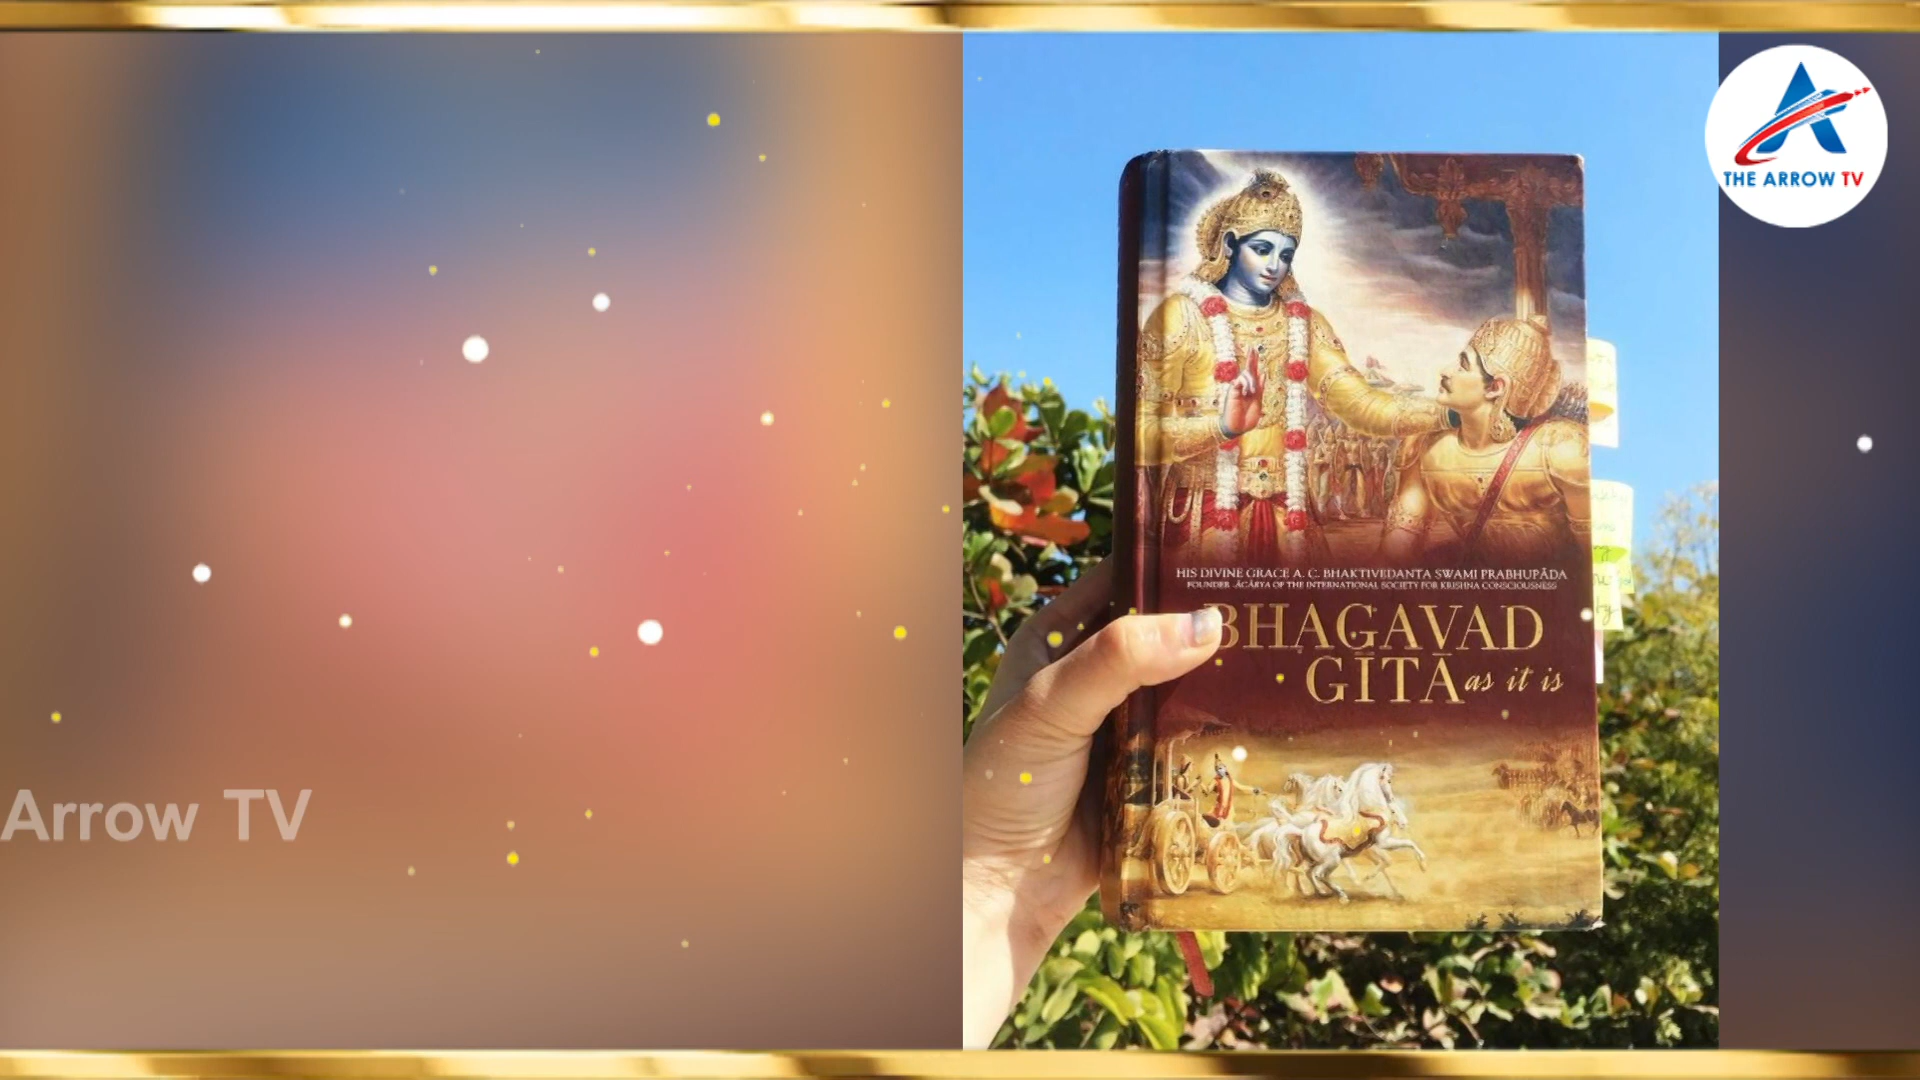 THE ARROW TV
HIS DIVINE GRACE A. C. BHAKTIVEDANTA SWAMI PRABHUPĀDA
FOUNDER-ĀCĀRYA OF THE INTERNATIONAL SOCIETY FOR KRISHNA CONSCIOUSNESS
BHAGAVAD
GĪTĀ as it is
Arrow TV